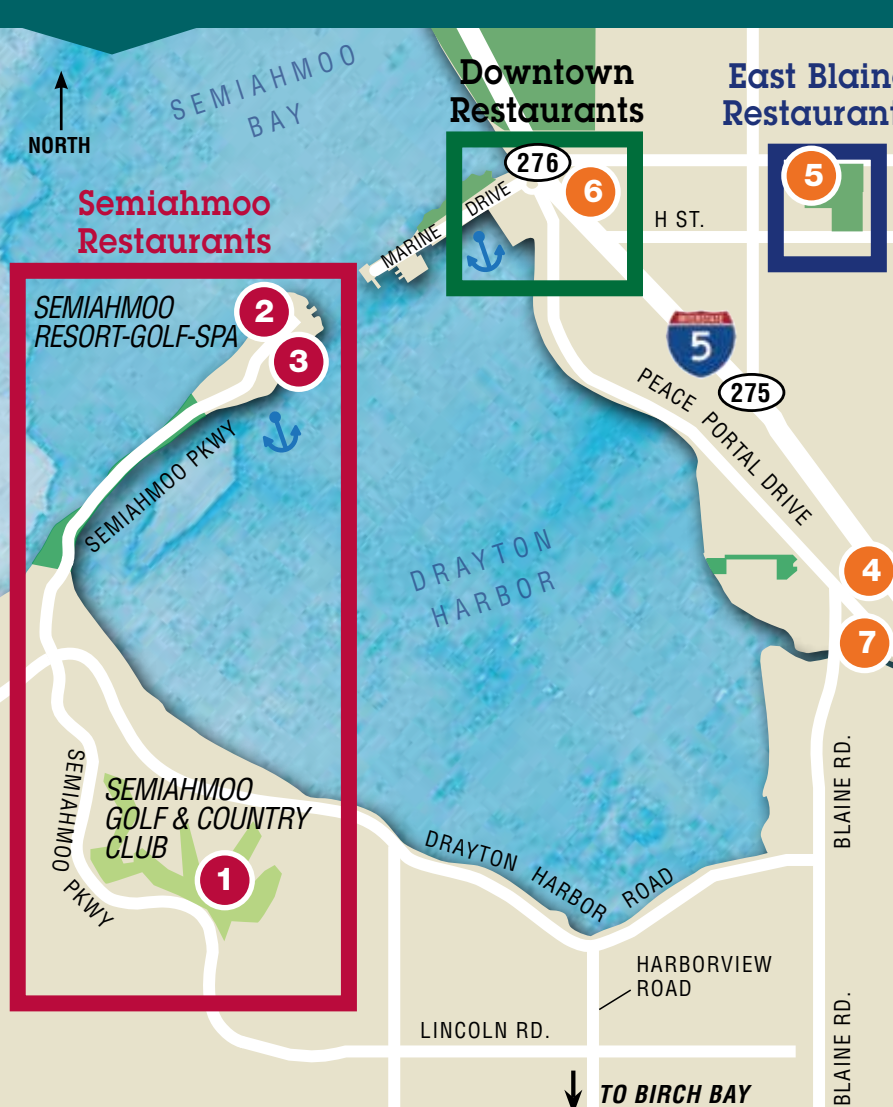 SEMIAHMOO
BAY
NORTH
Downtown
Restaurants
East Blaine
Restaurants
276
6
5
H ST.
MARINE DRIVE
Semiahmoo
Restaurants
SEMIAHMOO
RESORT-GOLF-SPA
2
3
SEMIAHMOO PKWY
INTERSTATE
5
275
PEACE PORTAL DRIVE
DRAYTON
HARBOR
4
7
BLAINE RD.
SEMIAHMOO PKWY
SEMIAHMOO
GOLF & COUNTRY
CLUB
1
DRAYTON HARBOR ROAD
HARBORVIEW
ROAD
LINCOLN RD.
BLAINE RD.
TO BIRCH BAY